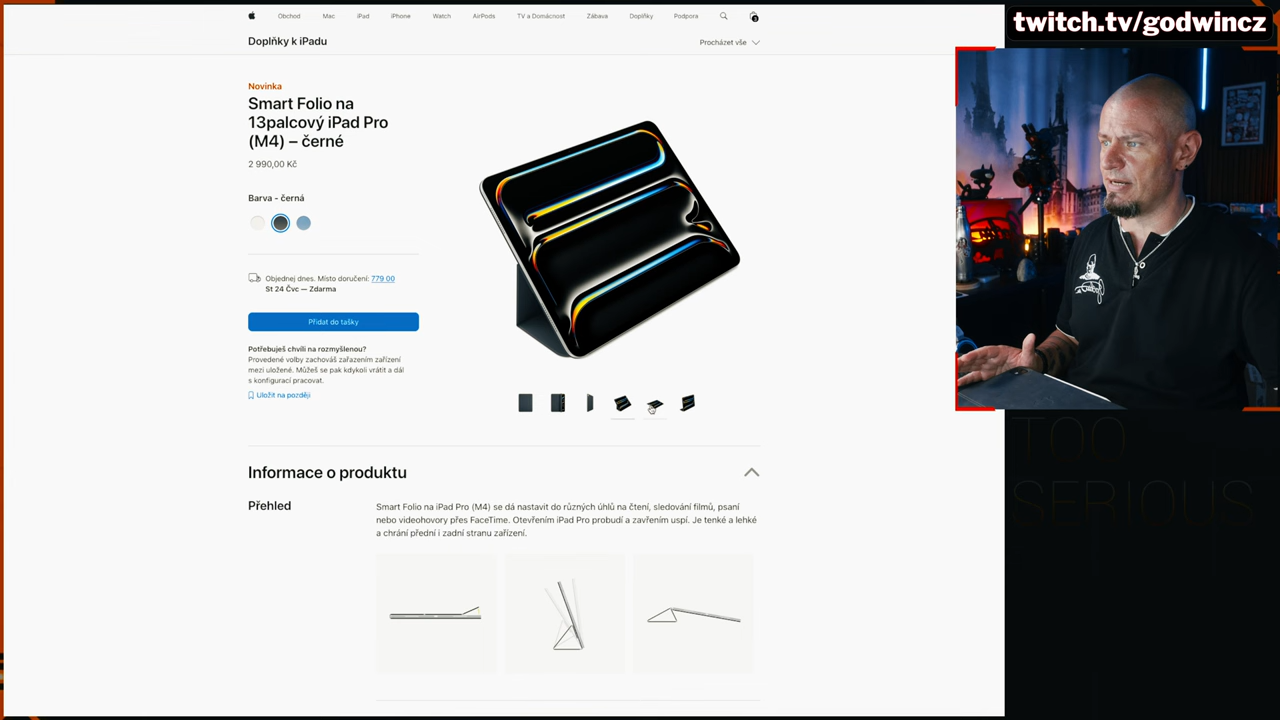 twitch.tv/godwincz
Obchod Mac iPad iPhone Watch AirPods TV a Domácnost Zábava Doplňky Podpora
Doplňky k iPadu
Procházet vše
Novinka
Smart Folio na
13palcový iPad Pro
(M4) – černé
2 990,00 Kč
Barva - černá
Objednej dnes. Místo doručení: 779 00
St 24 Čvc — Zdarma
Přidat do tašky
Potřebuješ chvíli na rozmyšlenou?
Provedené volby zachováš zařazením zařízení
mezi uložené. Můžeš se pak kdykoli vrátit a dál
s konfigurací pracovat.
Uložit na později
Informace o produktu
Přehled
Smart Folio na iPad Pro (M4) se dá nastavit do různých úhlů na čtení, sledování filmů, psaní
nebo videohovory přes FaceTime. Otevřením iPad Pro probudí a zavřením uspí. Je tenké a lehké
a chrání přední i zadní stranu zařízení.
TOO
SERIOUS